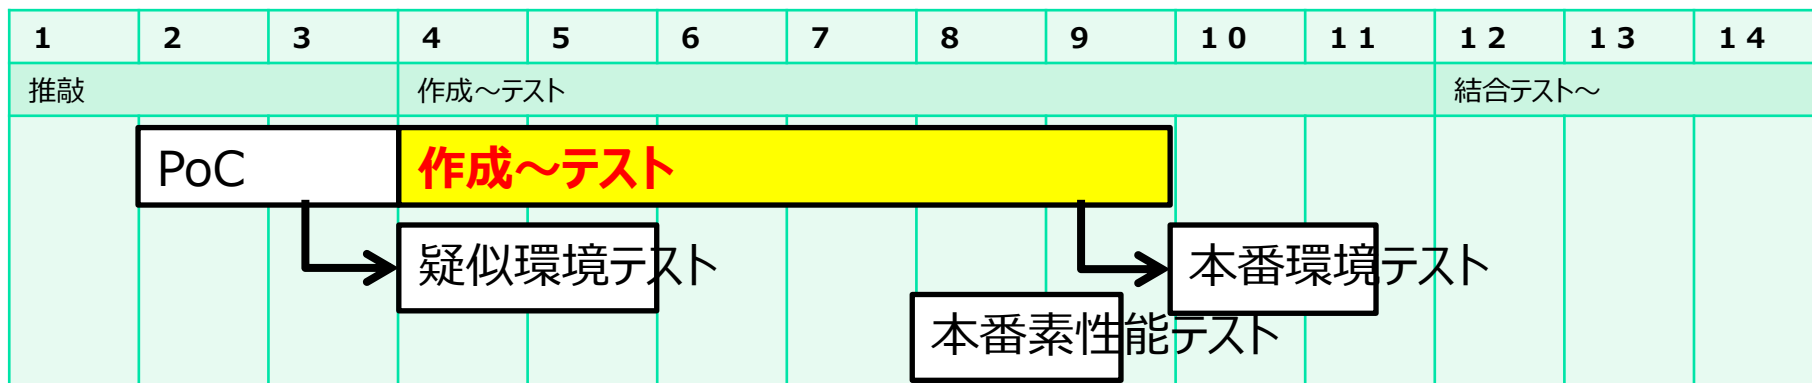 1 2 3 4 5 6 7 8 9 10 11 12 13 14
推敲 作成～テスト 結合テスト～
PoC 作成～テスト
疑似環境テスト 本番環境テスト
本番素性能テスト